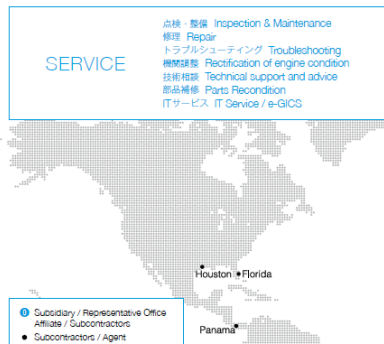 SERVICE
点検・整備 Inspection & Maintenance
修理 Repair
トラブルシューティング Troubleshooting
機関調整 Rectification of engine condition
技術相談 Technical support and advice
部品補修 Parts Recondition
ITサービス IT Service / e-GICS
Houston Florida
Panama
0 Subsidiary / Representative Office
Affiliate / Subcontractors
Subcontractors / Agent